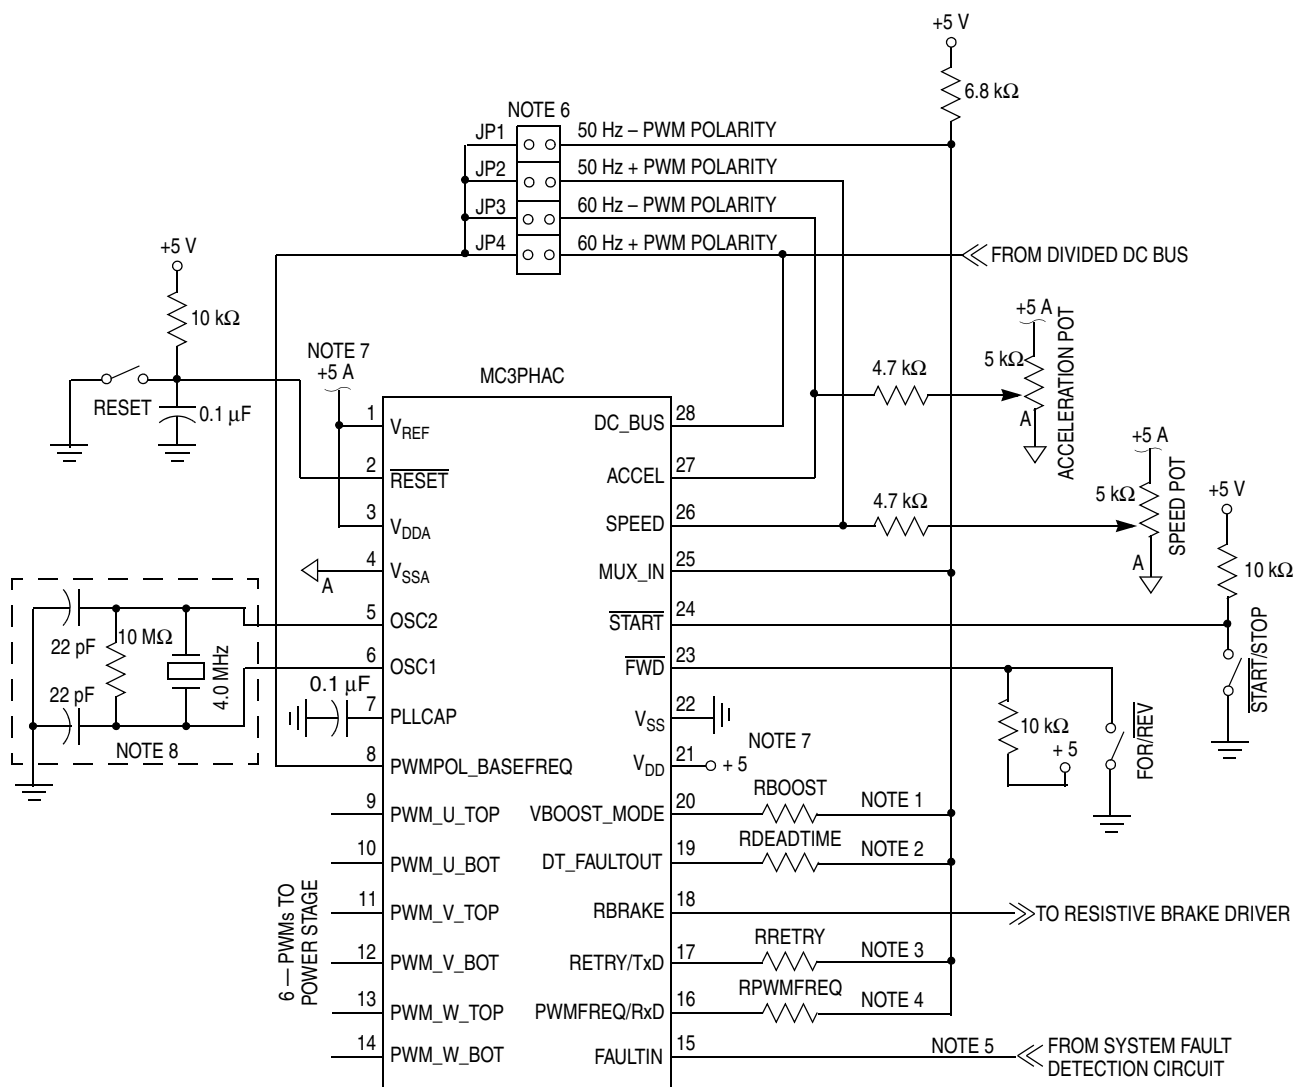 +5 V
6.8 kΩ
NOTE 6
JP1
50 Hz – PWM POLARITY
JP2
50 Hz + PWM POLARITY
JP3
60 Hz – PWM POLARITY
JP4
60 Hz + PWM POLARITY
FROM DIVIDED DC BUS
+5 V
10 kΩ
RESET
0.1 µF
NOTE 7
+5 A
MC3PHAC
4.7 kΩ
+5 A
5 kΩ
A
ACCELERATION POT
+5 A
5 kΩ
A
SPEED POT
4.7 kΩ
+5 V
10 kΩ
START/STOP
1
VREF
2
RESET
3
VDDA
4
VSSA
A
5
OSC2
6
OSC1
7
PLLCAP
8
PWMPOL_BASEFREQ
9
PWM_U_TOP
10
PWM_U_BOT
11
PWM_V_TOP
12
PWM_V_BOT
13
PWM_W_TOP
14
PWM_W_BOT
6 — PWMs TO
POWER STAGE
22 pF
22 pF
10 MΩ
4.0 MHz
NOTE 8
0.1 µF
DC_BUS
28
ACCEL
27
SPEED
26
MUX_IN
25
START
24
FWD
23
VSS
22
VDD
21
NOTE 7
+ 5
VBOOST_MODE
20
RBOOST
NOTE 1
DT_FAULTOUT
19
RDEADTIME
NOTE 2
RBRAKE
18
TO RESISTIVE BRAKE DRIVER
RETRY/TxD
17
RRETRY
NOTE 3
PWMFREQ/RxD
16
RPWMFREQ
NOTE 4
FAULTIN
15
NOTE 5
FROM SYSTEM FAULT
DETECTION CIRCUIT
10 kΩ
+ 5
FOR/REV